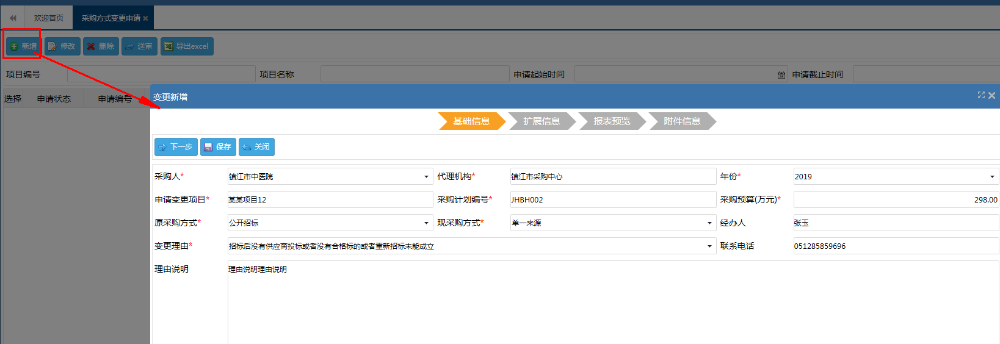 欢迎首页 采购方式变更申请
新增 修改 删除 送审 导出excel
项目编号 项目名称 申请起始时间 申请截止时间
选择 申请状态 申请编号
变更新增
基础信息 扩展信息 报表预览 附件信息
下一步 保存 关闭
采购人* 镇江市中医院 代理机构* 镇江市采购中心 年份* 2019
申请变更项目* 某某项目12 采购计划编号* JHBH002 采购预算(万元)* 298.00
原采购方式* 公开招标 现采购方式* 单一来源 经办人 张玉
变更理由* 招标后没有供应商投标或者没有合格标的或者重新招标未能成立 联系电话 051285859696
理由说明 理由说明理由说明